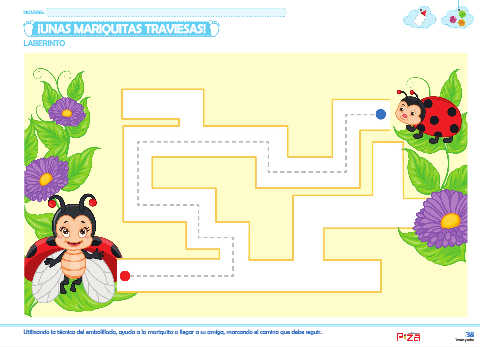 NOMBRE:
¡UNAS MARIQUITAS TRAVIESAS!
LABERINTO
Utilizando la técnica del embolillado, ayuda a la mariquita a llegar a su amiga, marcando el camino que debe seguir.
38